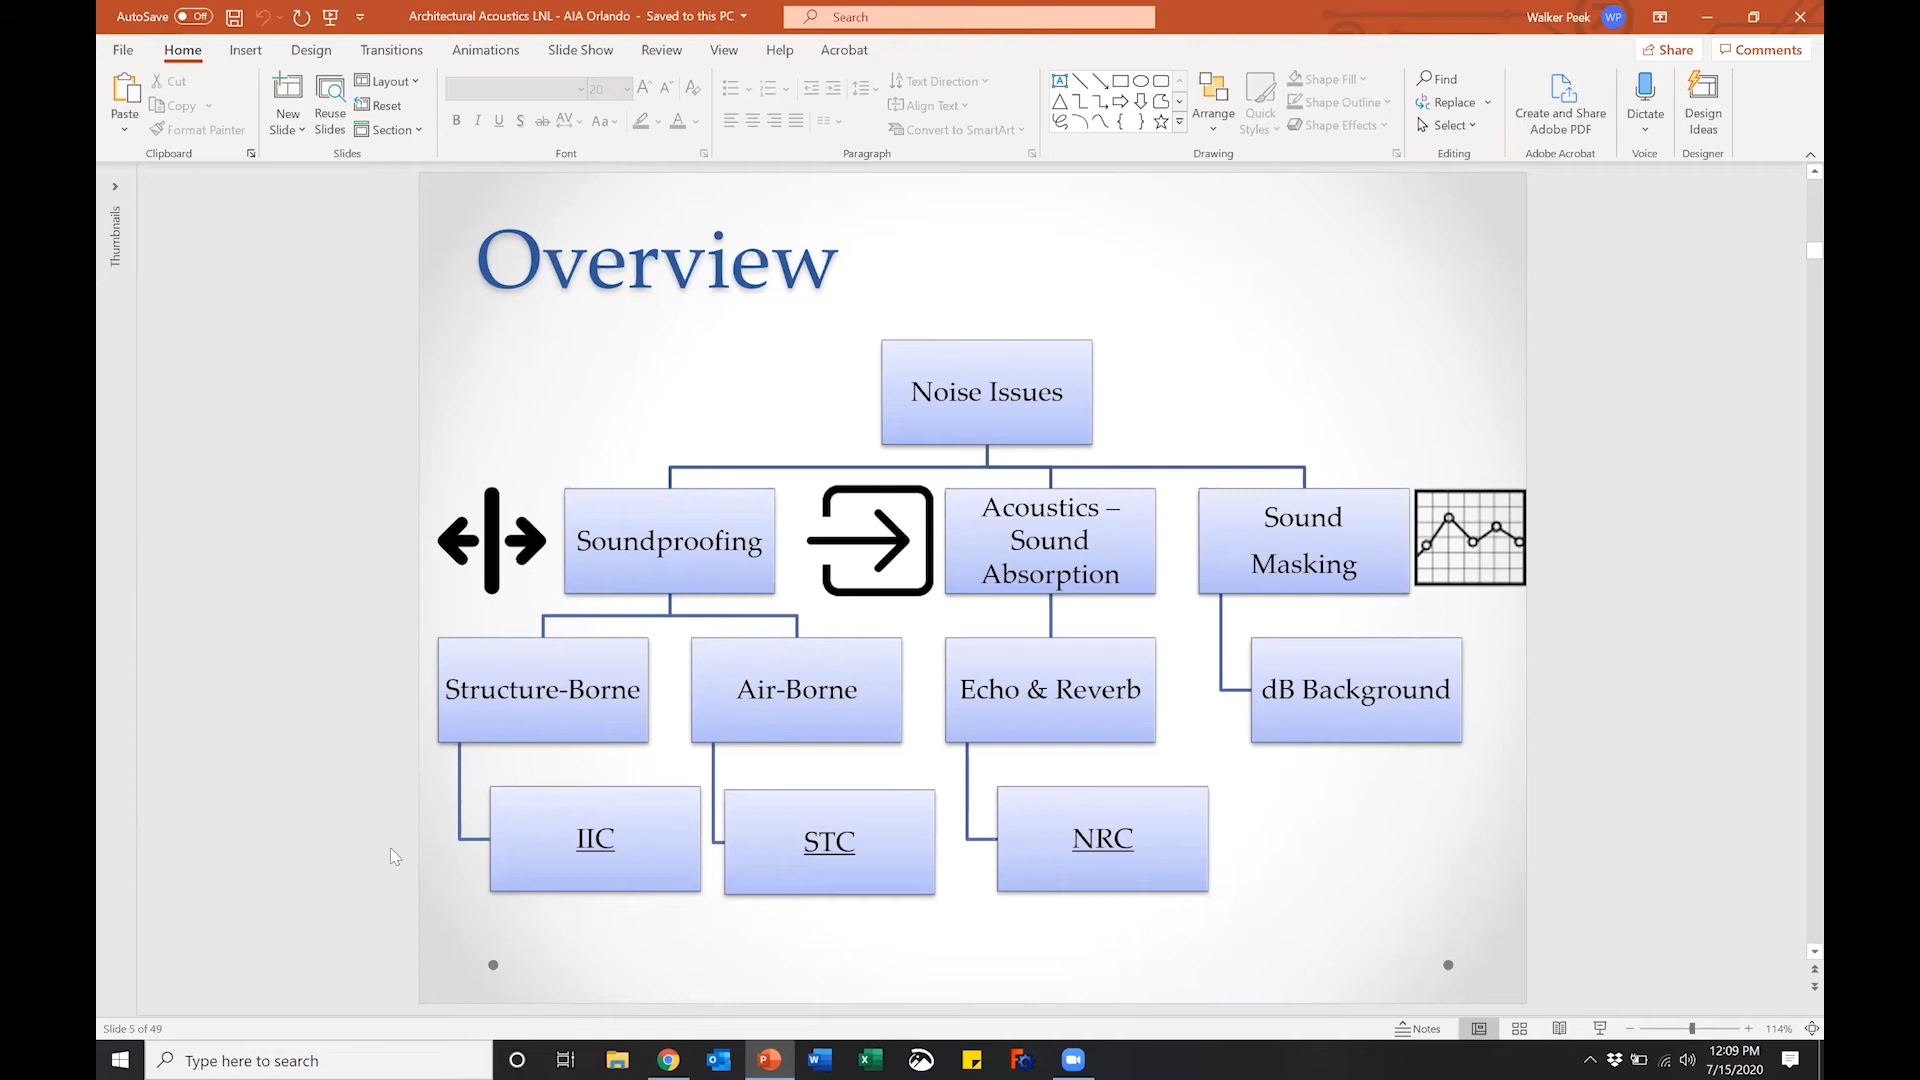 AutoSave Off Architectural Acoustics LNL - AIA Orlando - Saved to this PC Search Walker Peek WP
File Home Insert Design Transitions Animations Slide Show Review View Help Acrobat Share Comments
Paste Cut Copy Format Painter Clipboard
New Slide Reuse Slides Layout Reset Section Slides
20 A A A B I U S ab AV Aa A Font
Text Direction Align Text Convert to SmartArt Paragraph
A Arrange Quick Styles Shape Fill Shape Outline Shape Effects Drawing
Find Replace Select Editing
Create and Share Adobe PDF Adobe Acrobat
Dictate Voice
Design Ideas Designer
Thumbnails
Overview
Noise Issues
Soundproofing
Acoustics –
Sound
Absorption
Sound
Masking
Structure-Borne
Air-Borne
Echo & Reverb
dB Background
IIC
STC
NRC
Slide 5 of 49 Notes 114%
Type here to search 12:09 PM
7/15/2020